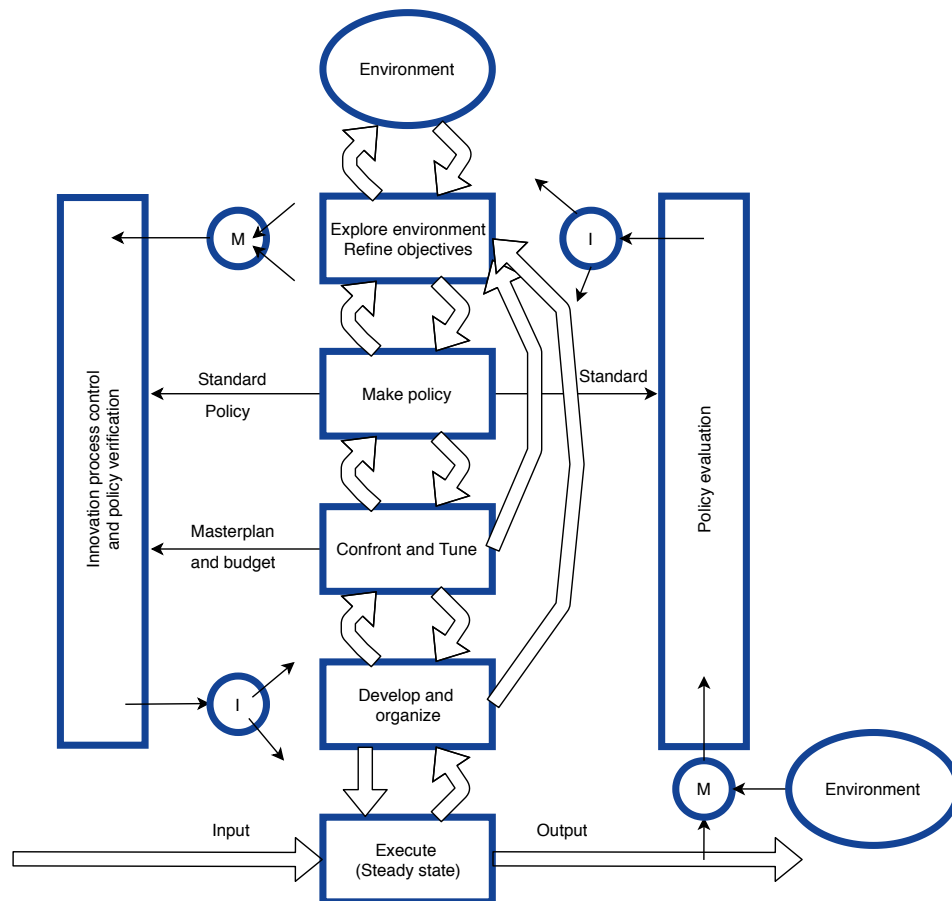 Environment
Explore environment
Refine objectives
M
I
Standard
Policy
Make policy
Standard
Innovation process control
and policy verification
Policy evaluation
Masterplan
and budget
Confront and Tune
I
Develop and
organize
M
Environment
Input
Execute
(Steady state)
Output